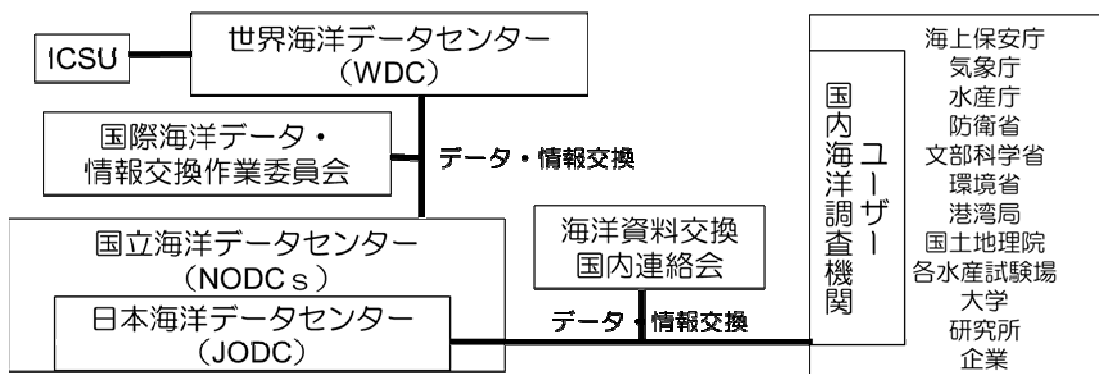 ICSU
世界海洋データセンター
(WDC)
国際海洋データ・
情報交換作業委員会
データ・情報交換
国立海洋データセンター
(NODCs)
日本海洋データセンター
(JODC)
海洋資料交換
国内連絡会
データ・情報交換
国内海洋調査機関
ユーザー
海上保安庁
気象庁
水産庁
防衛省
文部科学省
環境省
港湾局
国土地理院
各水産試験場
大学
研究所
企業